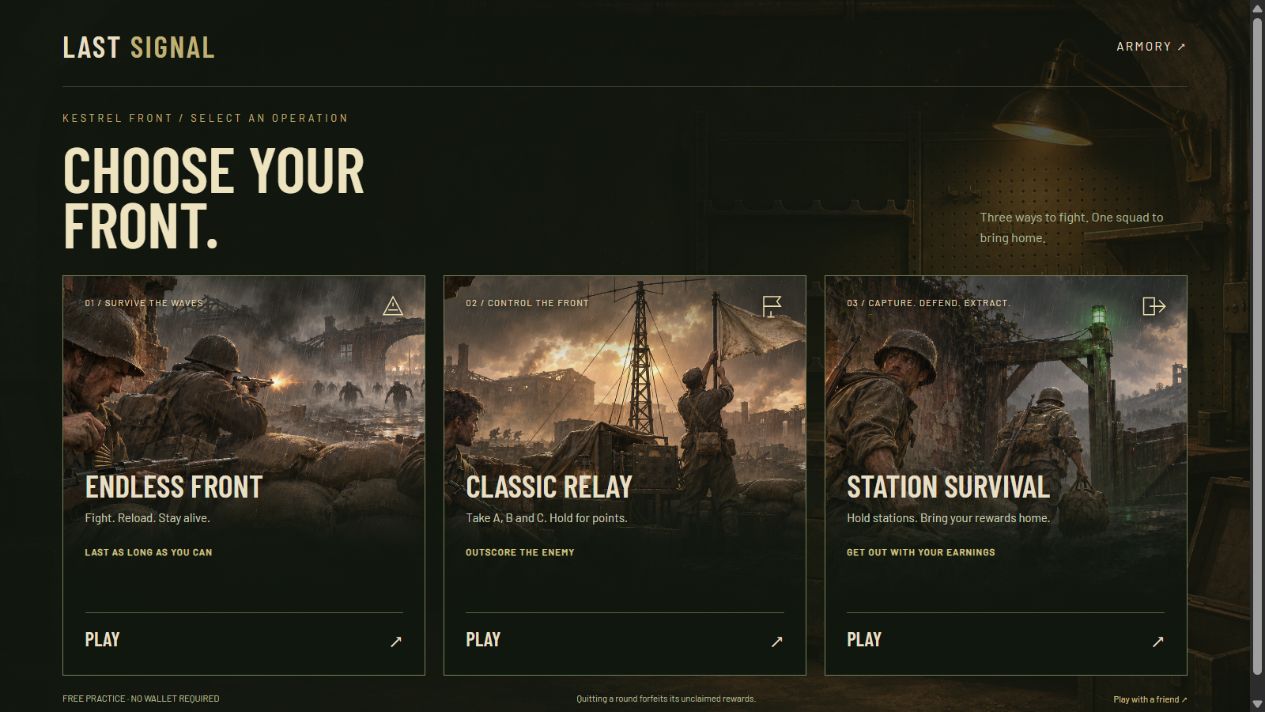 LAST SIGNAL
ARMORY ↗
KESTREL FRONT / SELECT AN OPERATION
CHOOSE YOUR
FRONT.
Three ways to fight. One squad to
bring home.
01 / SURVIVE THE WAVES
ENDLESS FRONT
Fight. Reload. Stay alive.
LAST AS LONG AS YOU CAN
PLAY ↗
02 / CONTROL THE FRONT
CLASSIC RELAY
Take A, B and C. Hold for points.
OUTSCORE THE ENEMY
PLAY ↗
03 / CAPTURE. DEFEND. EXTRACT.
STATION SURVIVAL
Hold stations. Bring your rewards home.
GET OUT WITH YOUR EARNINGS
PLAY ↗
FREE PRACTICE · NO WALLET REQUIRED
Quitting a round forfeits its unclaimed rewards.
Play with a friend ↗